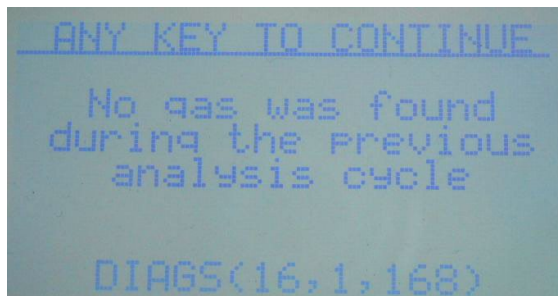 ANY KEY TO CONTINUE
No gas was found
during the previous
analysis cycle
DIAGS(16,1,168)